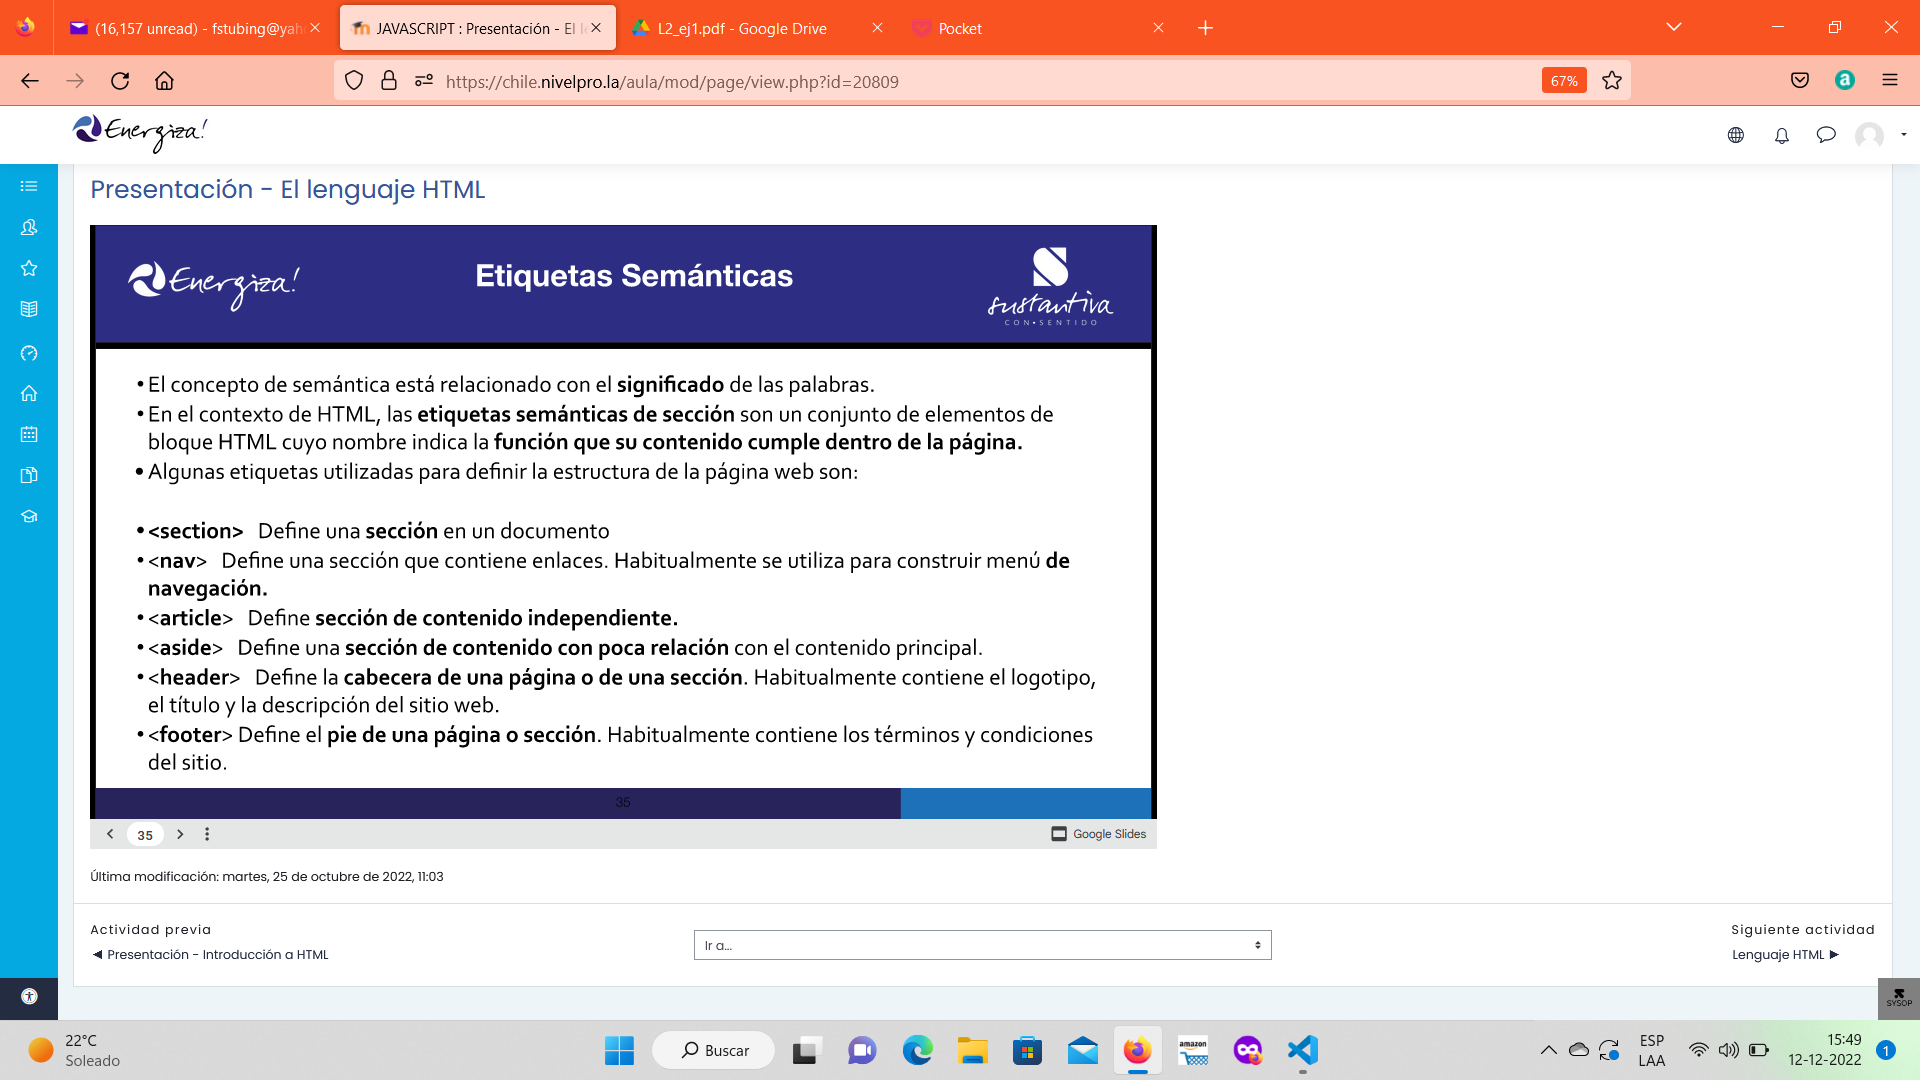 (16,157 unread) - fstubing@yah
JAVASCRIPT : Presentación - El le
L2_ej1.pdf - Google Drive
Pocket
https://chile.nivelpro.la/aula/mod/page/view.php?id=20809
67%
Energiza!
Presentación - El lenguaje HTML
Energiza!
Etiquetas Semánticas
sustantiva
CON•SENTIDO
•El concepto de semántica está relacionado con el significado de las palabras.
•En el contexto de HTML, las etiquetas semánticas de sección son un conjunto de elementos de
bloque HTML cuyo nombre indica la función que su contenido cumple dentro de la página.
•Algunas etiquetas utilizadas para definir la estructura de la página web son:
•<section> Define una sección en un documento
•<nav> Define una sección que contiene enlaces. Habitualmente se utiliza para construir menú de
navegación.
•<article> Define sección de contenido independiente.
•<aside> Define una sección de contenido con poca relación con el contenido principal.
•<header> Define la cabecera de una página o de una sección. Habitualmente contiene el logotipo,
el título y la descripción del sitio web.
•<footer> Define el pie de una página o sección. Habitualmente contiene los términos y condiciones
del sitio.
35
35
Google Slides
Última modificación: martes, 25 de octubre de 2022, 11:03
Actividad previa
◄ Presentación - Introducción a HTML
Ir a...
Siguiente actividad
Lenguaje HTML ►
SYSOP
22°C
Soleado
Buscar
amazon
ESP
LAA
15:49
12-12-2022
1